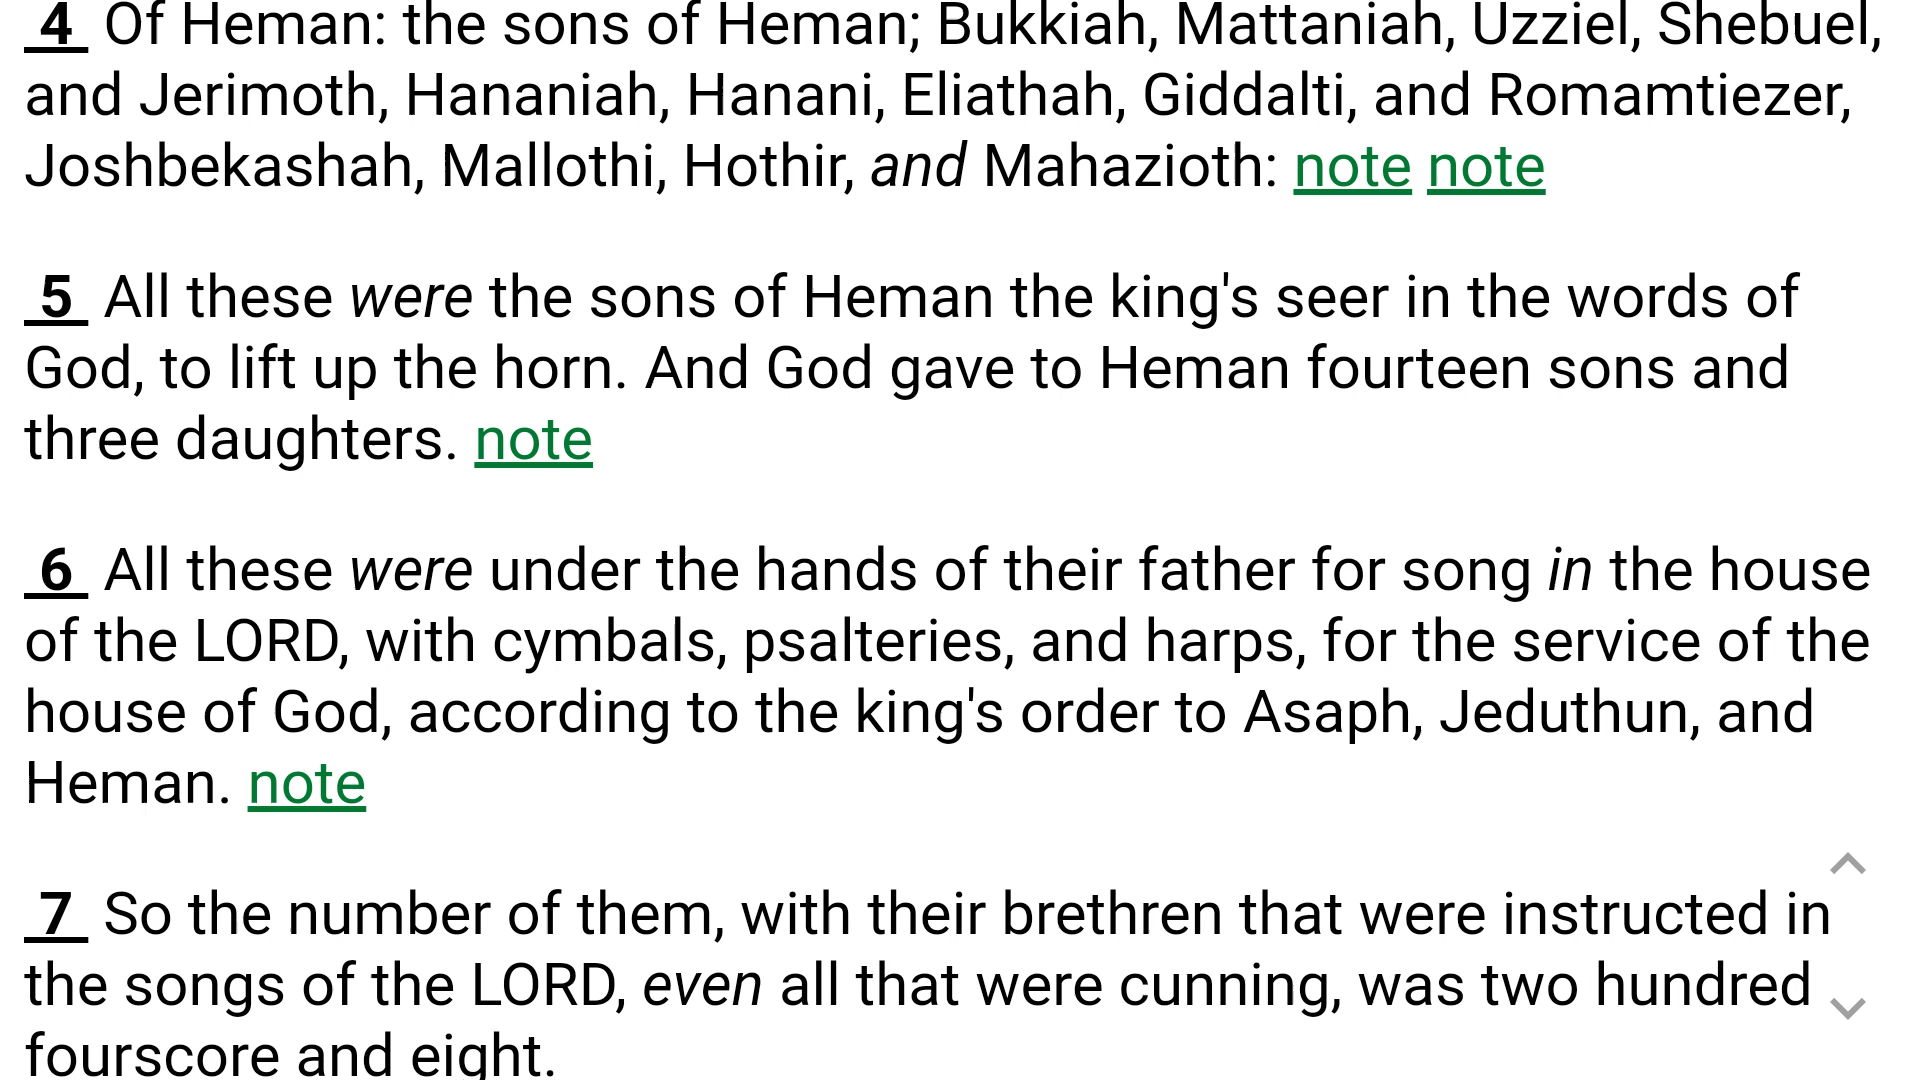 4 Of Heman: the sons of Heman; Bukkiah, Mattaniah, Uzziel, Shebuel,
and Jerimoth, Hananiah, Hanani, Eliathah, Giddalti, and Romamtiezer,
Joshbekashah, Mallothi, Hothir, and Mahazioth: note note
5 All these were the sons of Heman the king's seer in the words of
God, to lift up the horn. And God gave to Heman fourteen sons and
three daughters. note
6 All these were under the hands of their father for song in the house
of the LORD, with cymbals, psalteries, and harps, for the service of the
house of God, according to the king's order to Asaph, Jeduthun, and
Heman. note
7 So the number of them, with their brethren that were instructed in
the songs of the LORD, even all that were cunning, was two hundred
fourscore and eight.